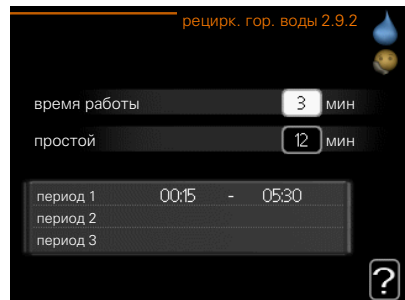 рецирк. гор. воды 2.9.2
время работы 3 мин
простой 12 мин
период 1 00:15 - 05:30
период 2
период 3
?